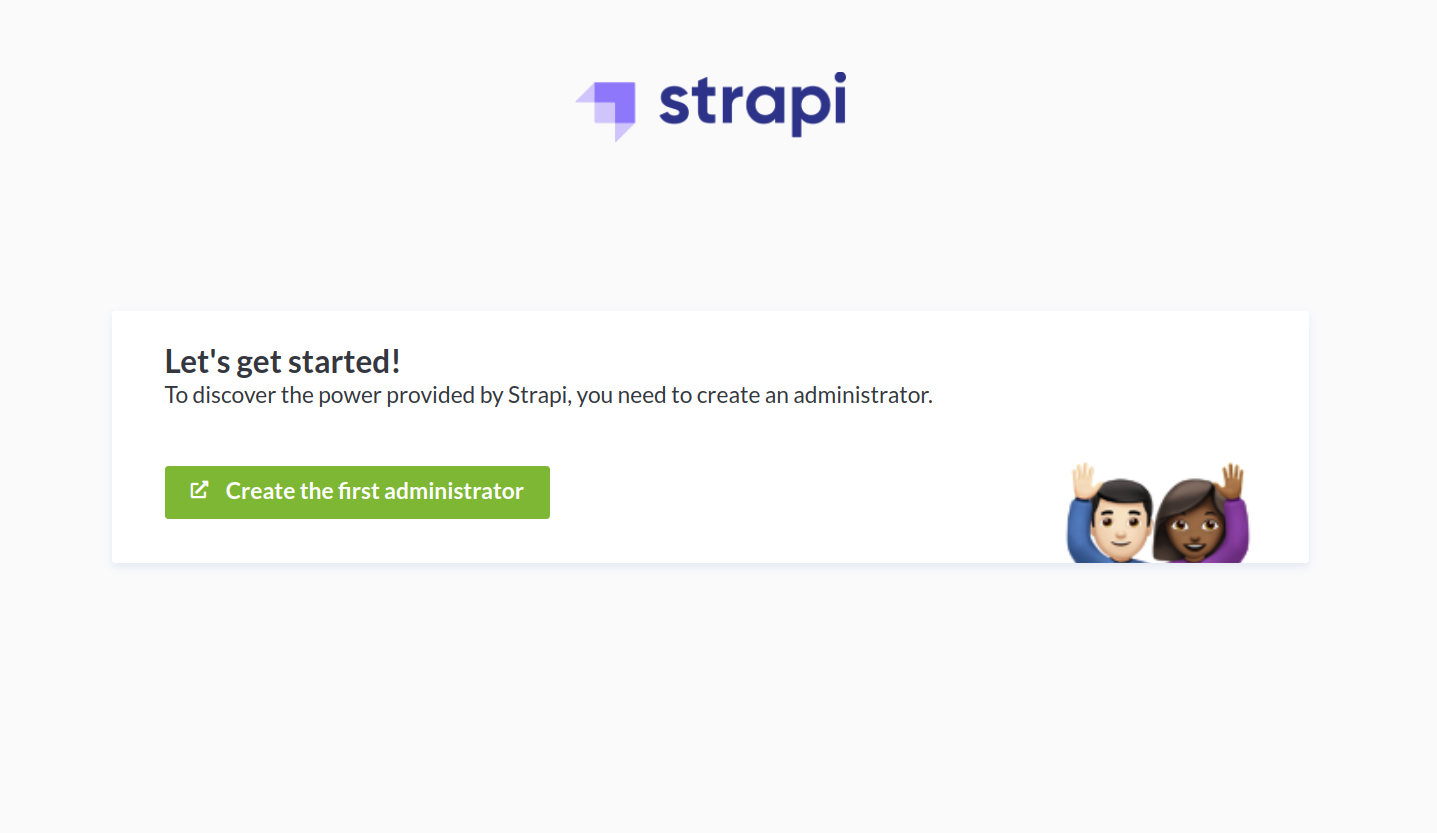 strapi
Let's get started!
To discover the power provided by Strapi, you need to create an administrator.
Create the first administrator